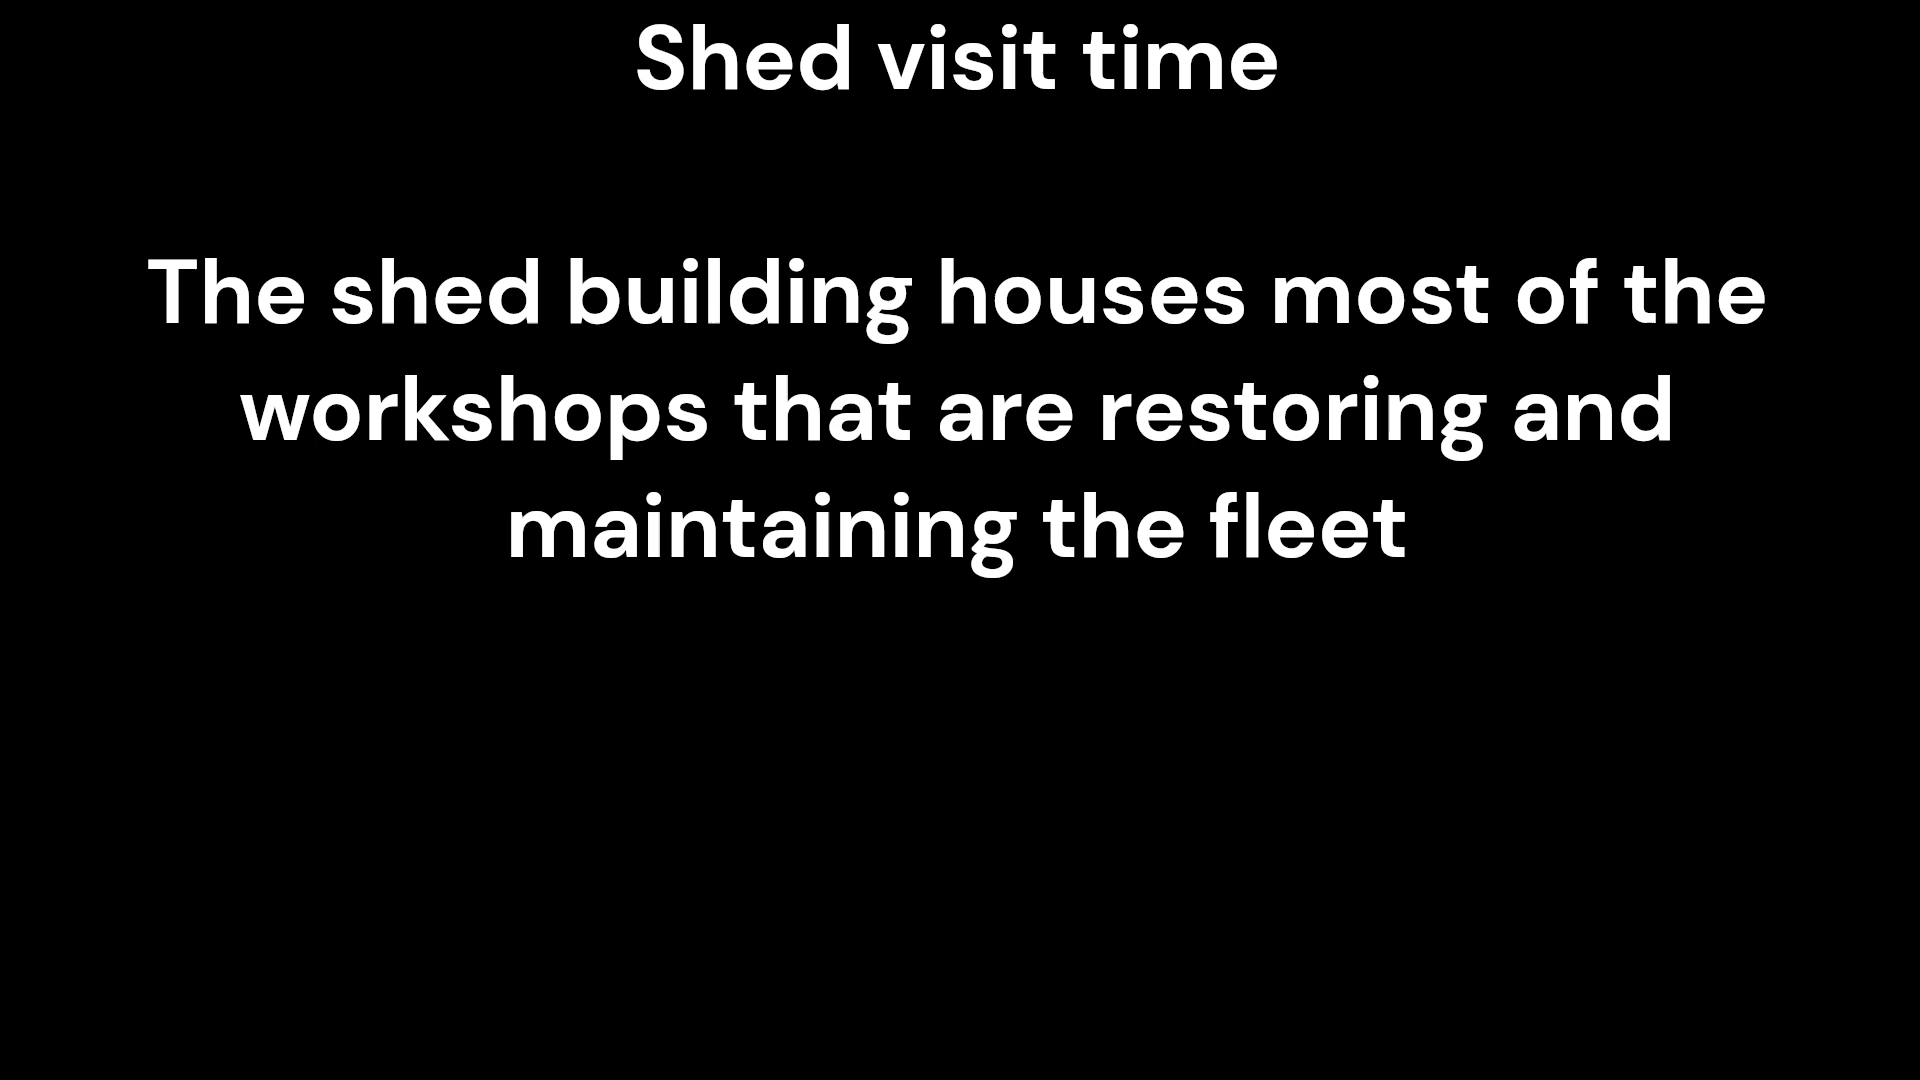 Shed visit time
The shed building houses most of the
workshops that are restoring and
maintaining the fleet